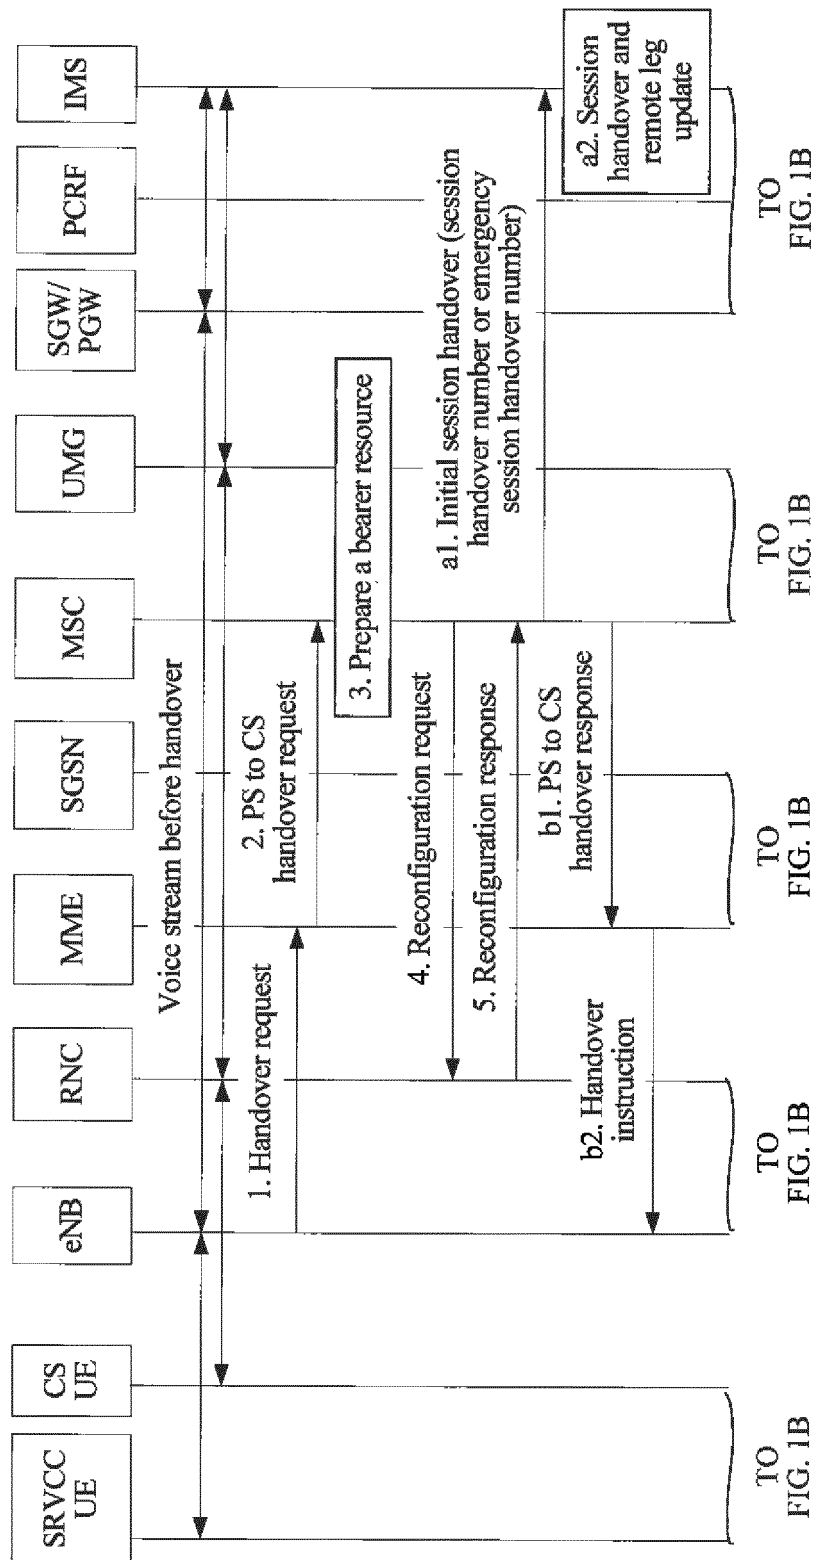 SRVCC
UE
CS
UE
eNB
RNC
MME
SGSN
MSC
UMG
SGW/
PGW
PCRF
IMS
Voice stream before handover
1. Handover request
2. PS to CS
handover request
3. Prepare a bearer resource
4. Reconfiguration request
a1. Initial session handover (session
handover number or emergency
session handover number)
5. Reconfiguration response
a2. Session
handover and
remote leg
update
b1. PS to CS
handover response
b2. Handover
instruction
TO
FIG. 1B
TO
FIG. 1B
TO
FIG. 1B
TO
FIG. 1B
TO
FIG. 1B